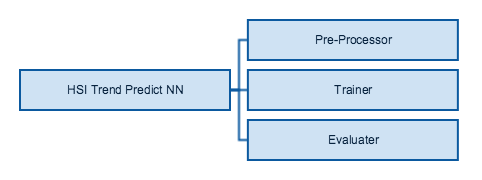 HSI Trend Predict NN
Pre-Processor
Trainer
Evaluater